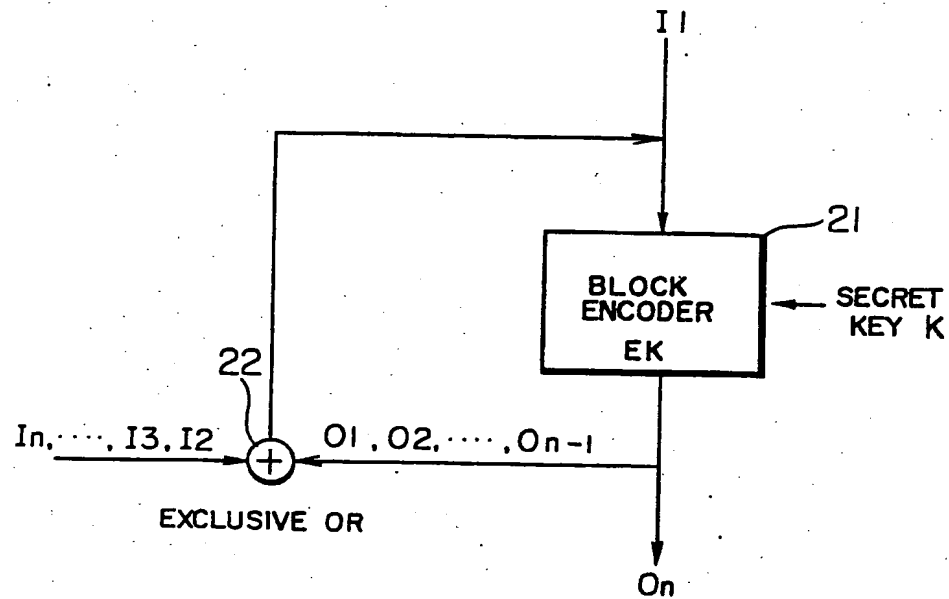 I1
21
BLOCK
ENCODER
EK
SECRET
KEY K
22
In,····, I3, I2
+
O1, O2, ····, On-1
EXCLUSIVE OR
On